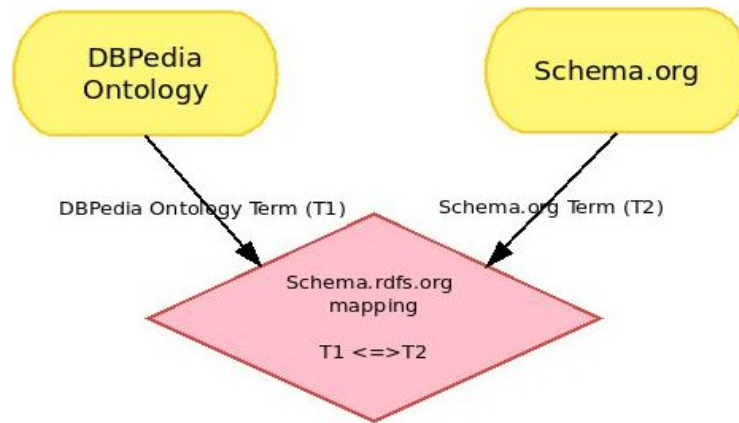 DBPedia
Ontology
Schema.org
DBPedia Ontology Term (T1)
Schema.org Term (T2)
Schema.rdfs.org
mapping
T1 <=>T2